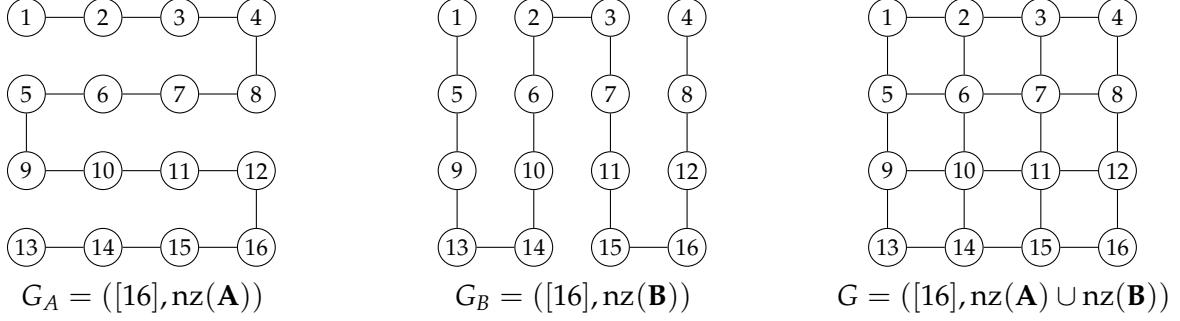 1 2 3 4 1 2 3 4 1 2 3 4
5 6 7 8 5 6 7 8 5 6 7 8
9 10 11 12 9 10 11 12 9 10 11 12
13 14 15 16 13 14 15 16 13 14 15 16
G_A = ([16], nz(A)) G_B = ([16], nz(B)) G = ([16], nz(A) ∪ nz(B))